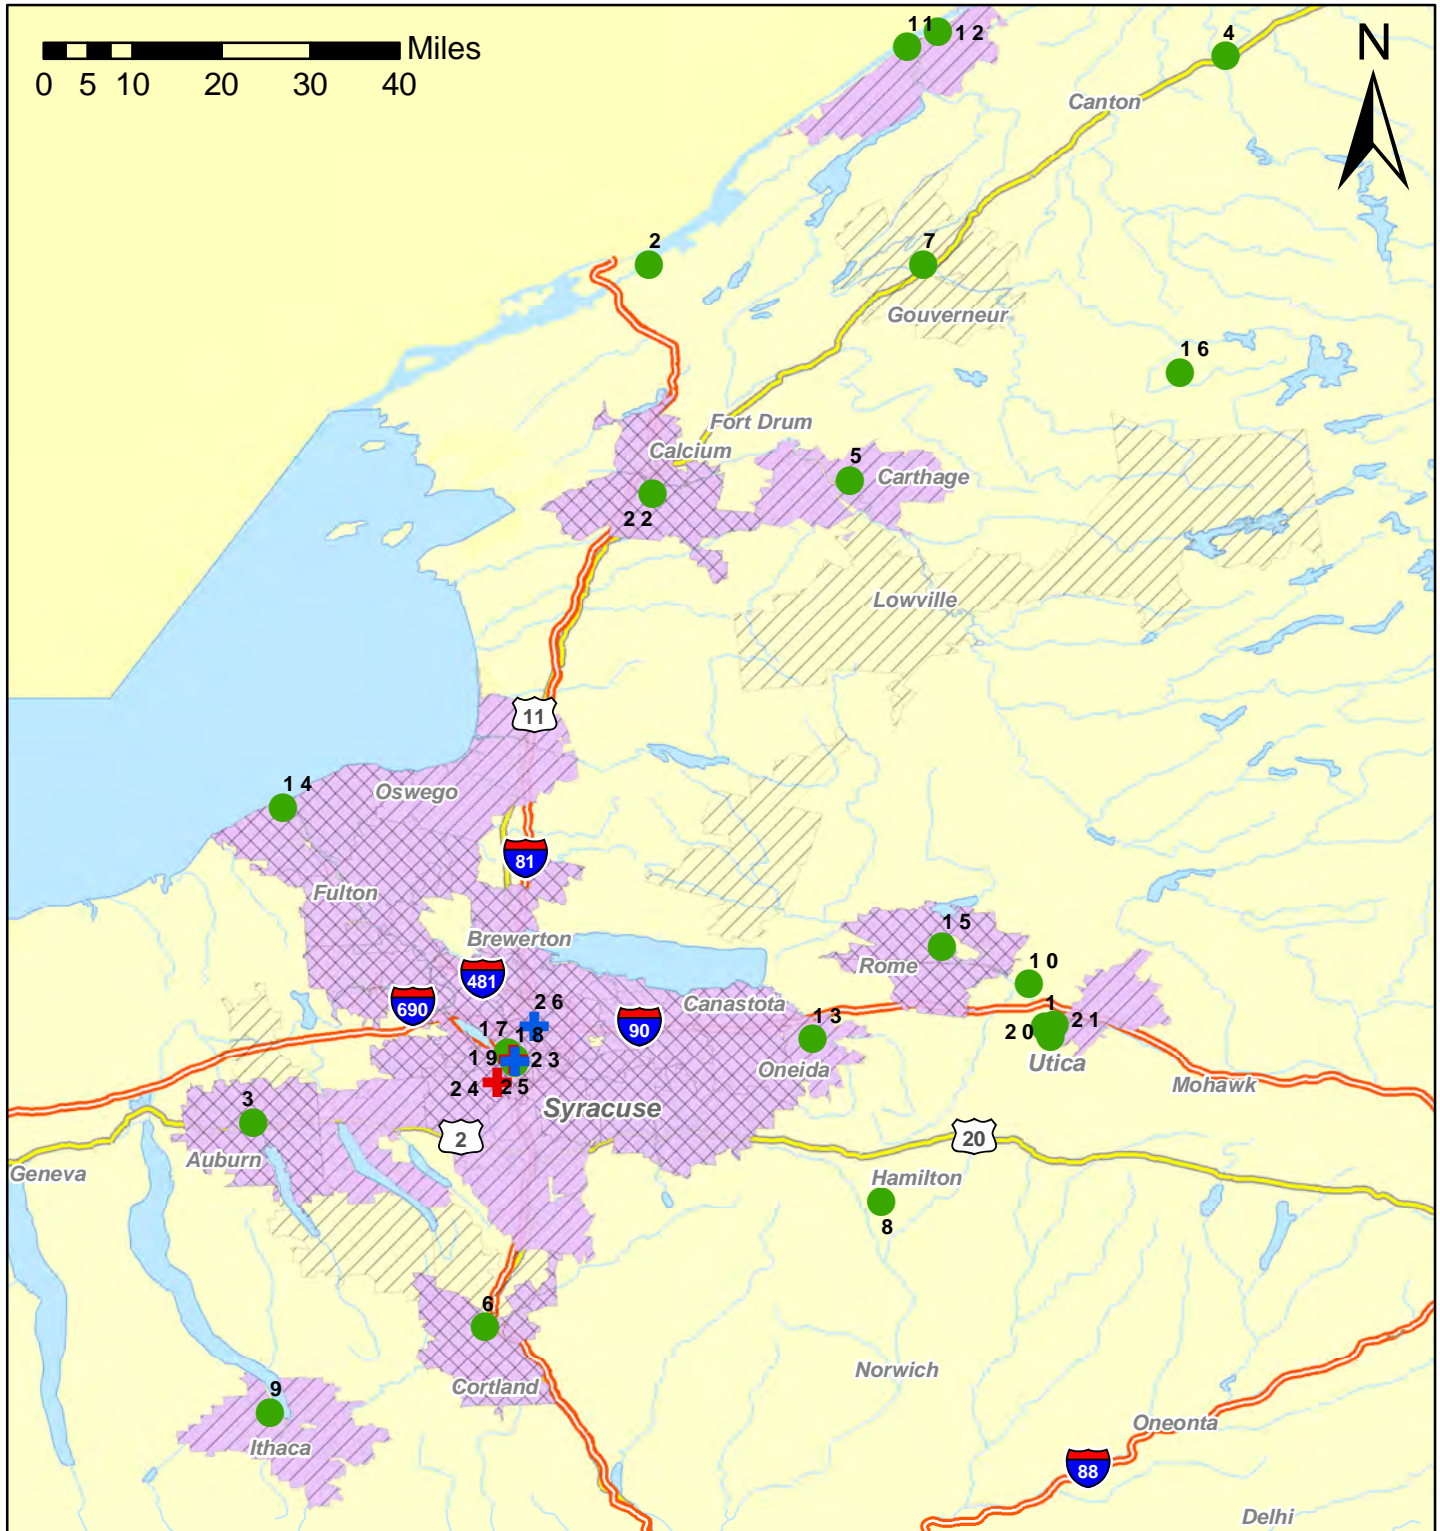 11
12
4
N
Miles
0 5 10 20 30 40
Canton
2
7
Gouverneur
16
Fort Drum
Calcium
5
Carthage
22
Lowville
11
14
Oswego
81
Fulton
15
Brewerton
Rome
481
10
690
26
Canastota
90
13
1
17
18
20
21
19
23
Oneida
Utica
24
25
Mohawk
3
Syracuse
2
20
Auburn
Geneva
Hamilton
8
6
Norwich
Cortland
9
Oneonta
Ithaca
88
Delhi